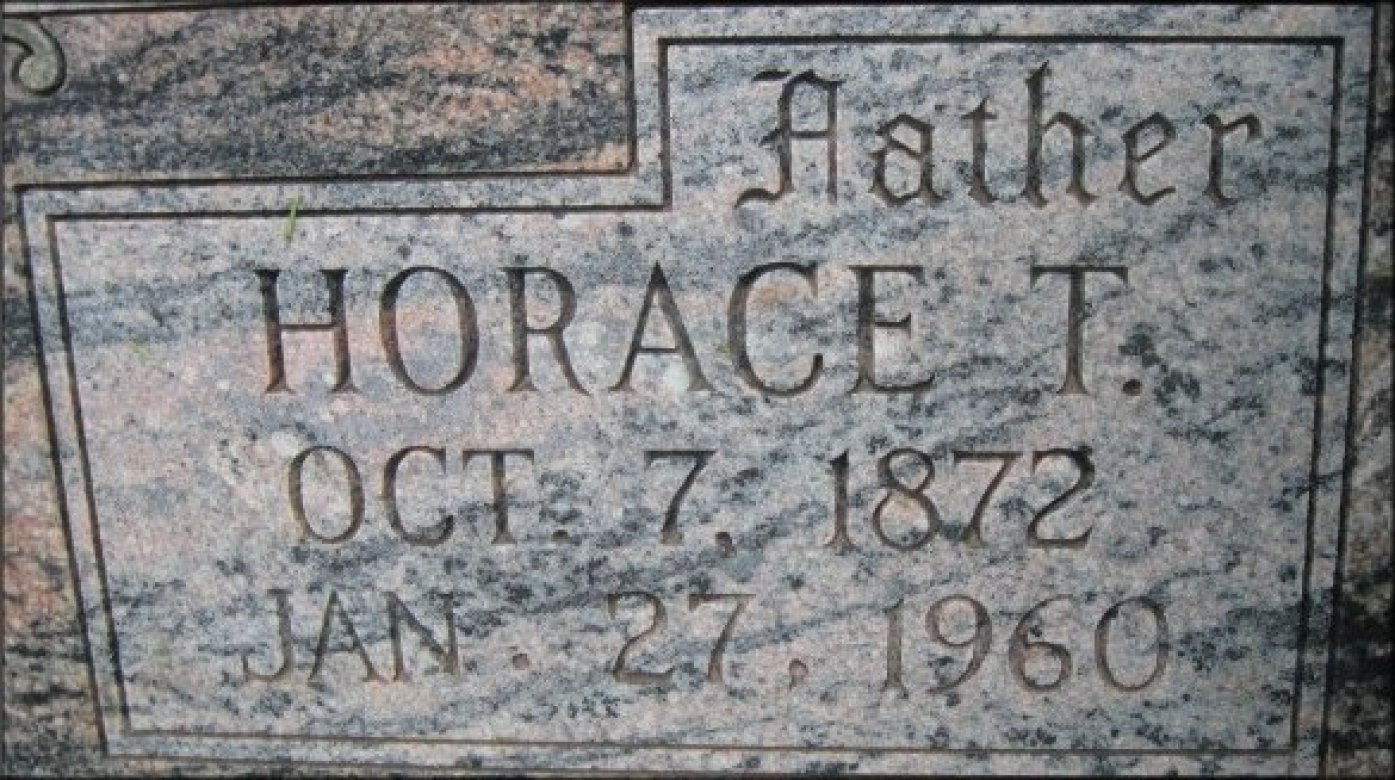 Father
HORACE T.
OCT. 7, 1872
JAN. 27, 1960